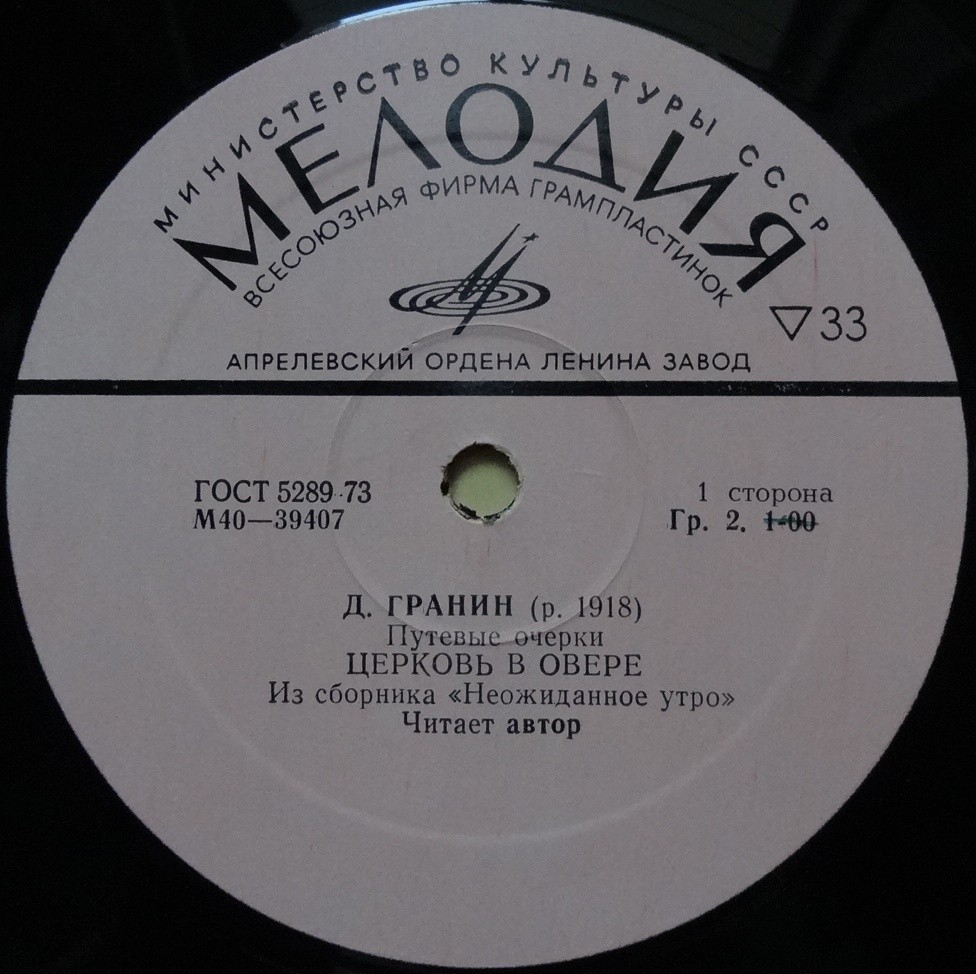 МИНИСТЕРСТВО КУЛЬТУРЫ СССР
МЕЛОДИЯ
ВСЕСОЮЗНАЯ ФИРМА ГРАМПЛАСТИНОК
33
АПРЕЛЕВСКИЙ ОРДЕНА ЛЕНИНА ЗАВОД
ГОСТ 5289-73
М40—39407
1 сторона
Гр. 2. 1-00
Д. ГРАНИН (р. 1918)
Путевые очерки
ЦЕРКОВЬ В ОВЕРЕ
Из сборника «Неожиданное утро»
Читает автор